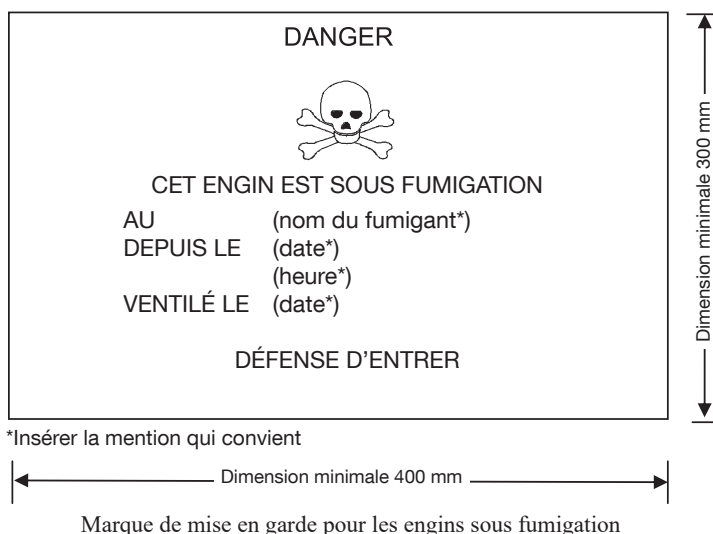 DANGER
CET ENGIN EST SOUS FUMIGATION
AU (nom du fumigant*)
DEPUIS LE (date*)
(heure*)
VENTILÉ LE (date*)
DÉFENSE D'ENTRER
Dimension minimale 300 mm
*Insérer la mention qui convient
Dimension minimale 400 mm
Marque de mise en garde pour les engins sous fumigation